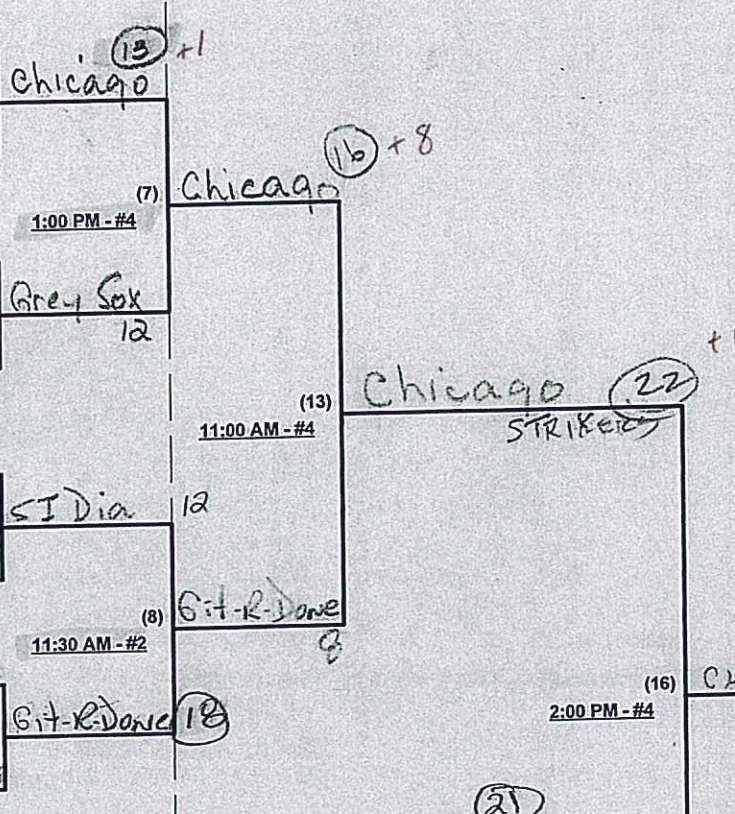 13 +1
Chicago
16 + 8
(7) Chicago
1:00 PM - #4
Grey Sox
12
+
(13) Chicago 22
11:00 AM - #4 STRIKERS
SI Dia 12
(8) Git-R-Done
11:30 AM - #2 8
(16)
Git-R-Done 18
2:00 PM - #4
21